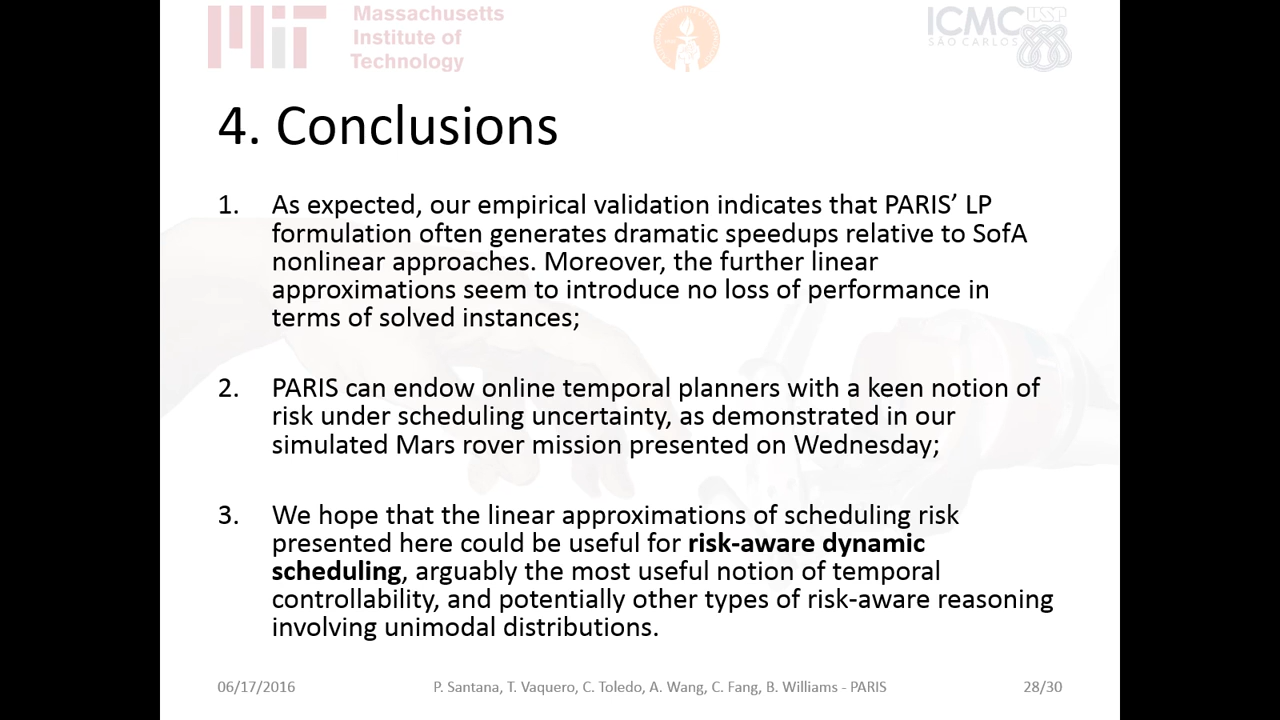 MIT Massachusetts
Institute of
Technology
ICMC USP
SÃO CARLOS
4. Conclusions
1. As expected, our empirical validation indicates that PARIS’ LP
formulation often generates dramatic speedups relative to SofA
nonlinear approaches. Moreover, the further linear
approximations seem to introduce no loss of performance in
terms of solved instances;
2. PARIS can endow online temporal planners with a keen notion of
risk under scheduling uncertainty, as demonstrated in our
simulated Mars rover mission presented on Wednesday;
3. We hope that the linear approximations of scheduling risk
presented here could be useful for risk-aware dynamic
scheduling, arguably the most useful notion of temporal
controllability, and potentially other types of risk-aware reasoning
involving unimodal distributions.
06/17/2016 P. Santana, T. Vaquero, C. Toledo, A. Wang, C. Fang, B. Williams - PARIS 28/30